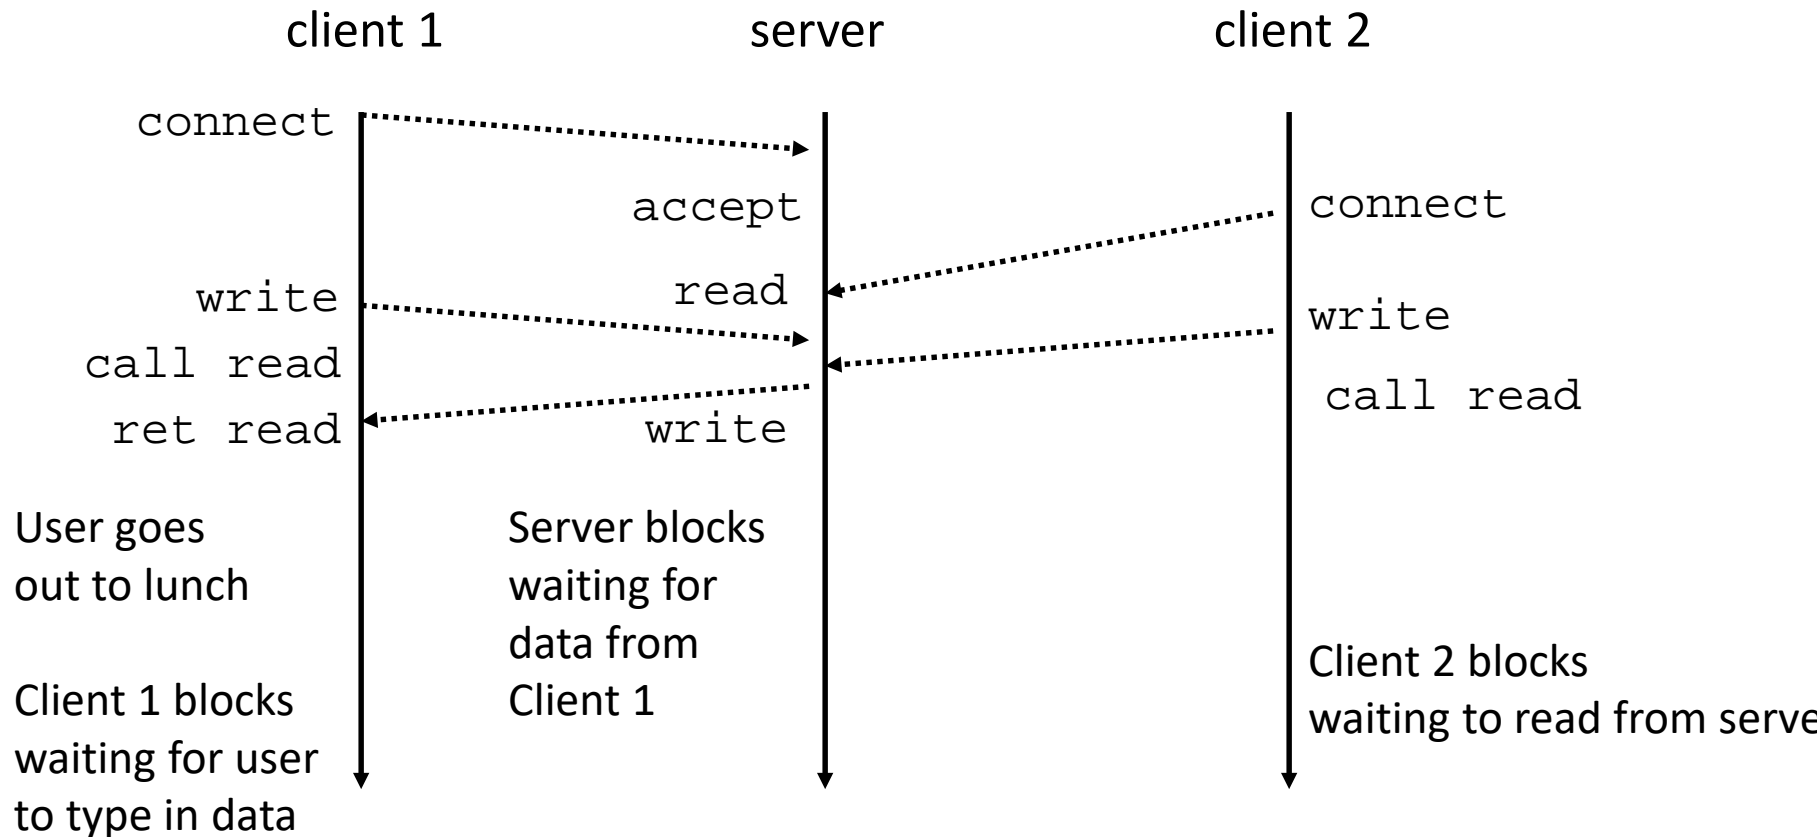 client 1
server
client 2
connect
accept
connect
write
read
write
call read
call read
ret read
write
User goes
out to lunch
Client 1 blocks
waiting for user
to type in data
Server blocks
waiting for
data from
Client 1
Client 2 blocks
waiting to read from serve